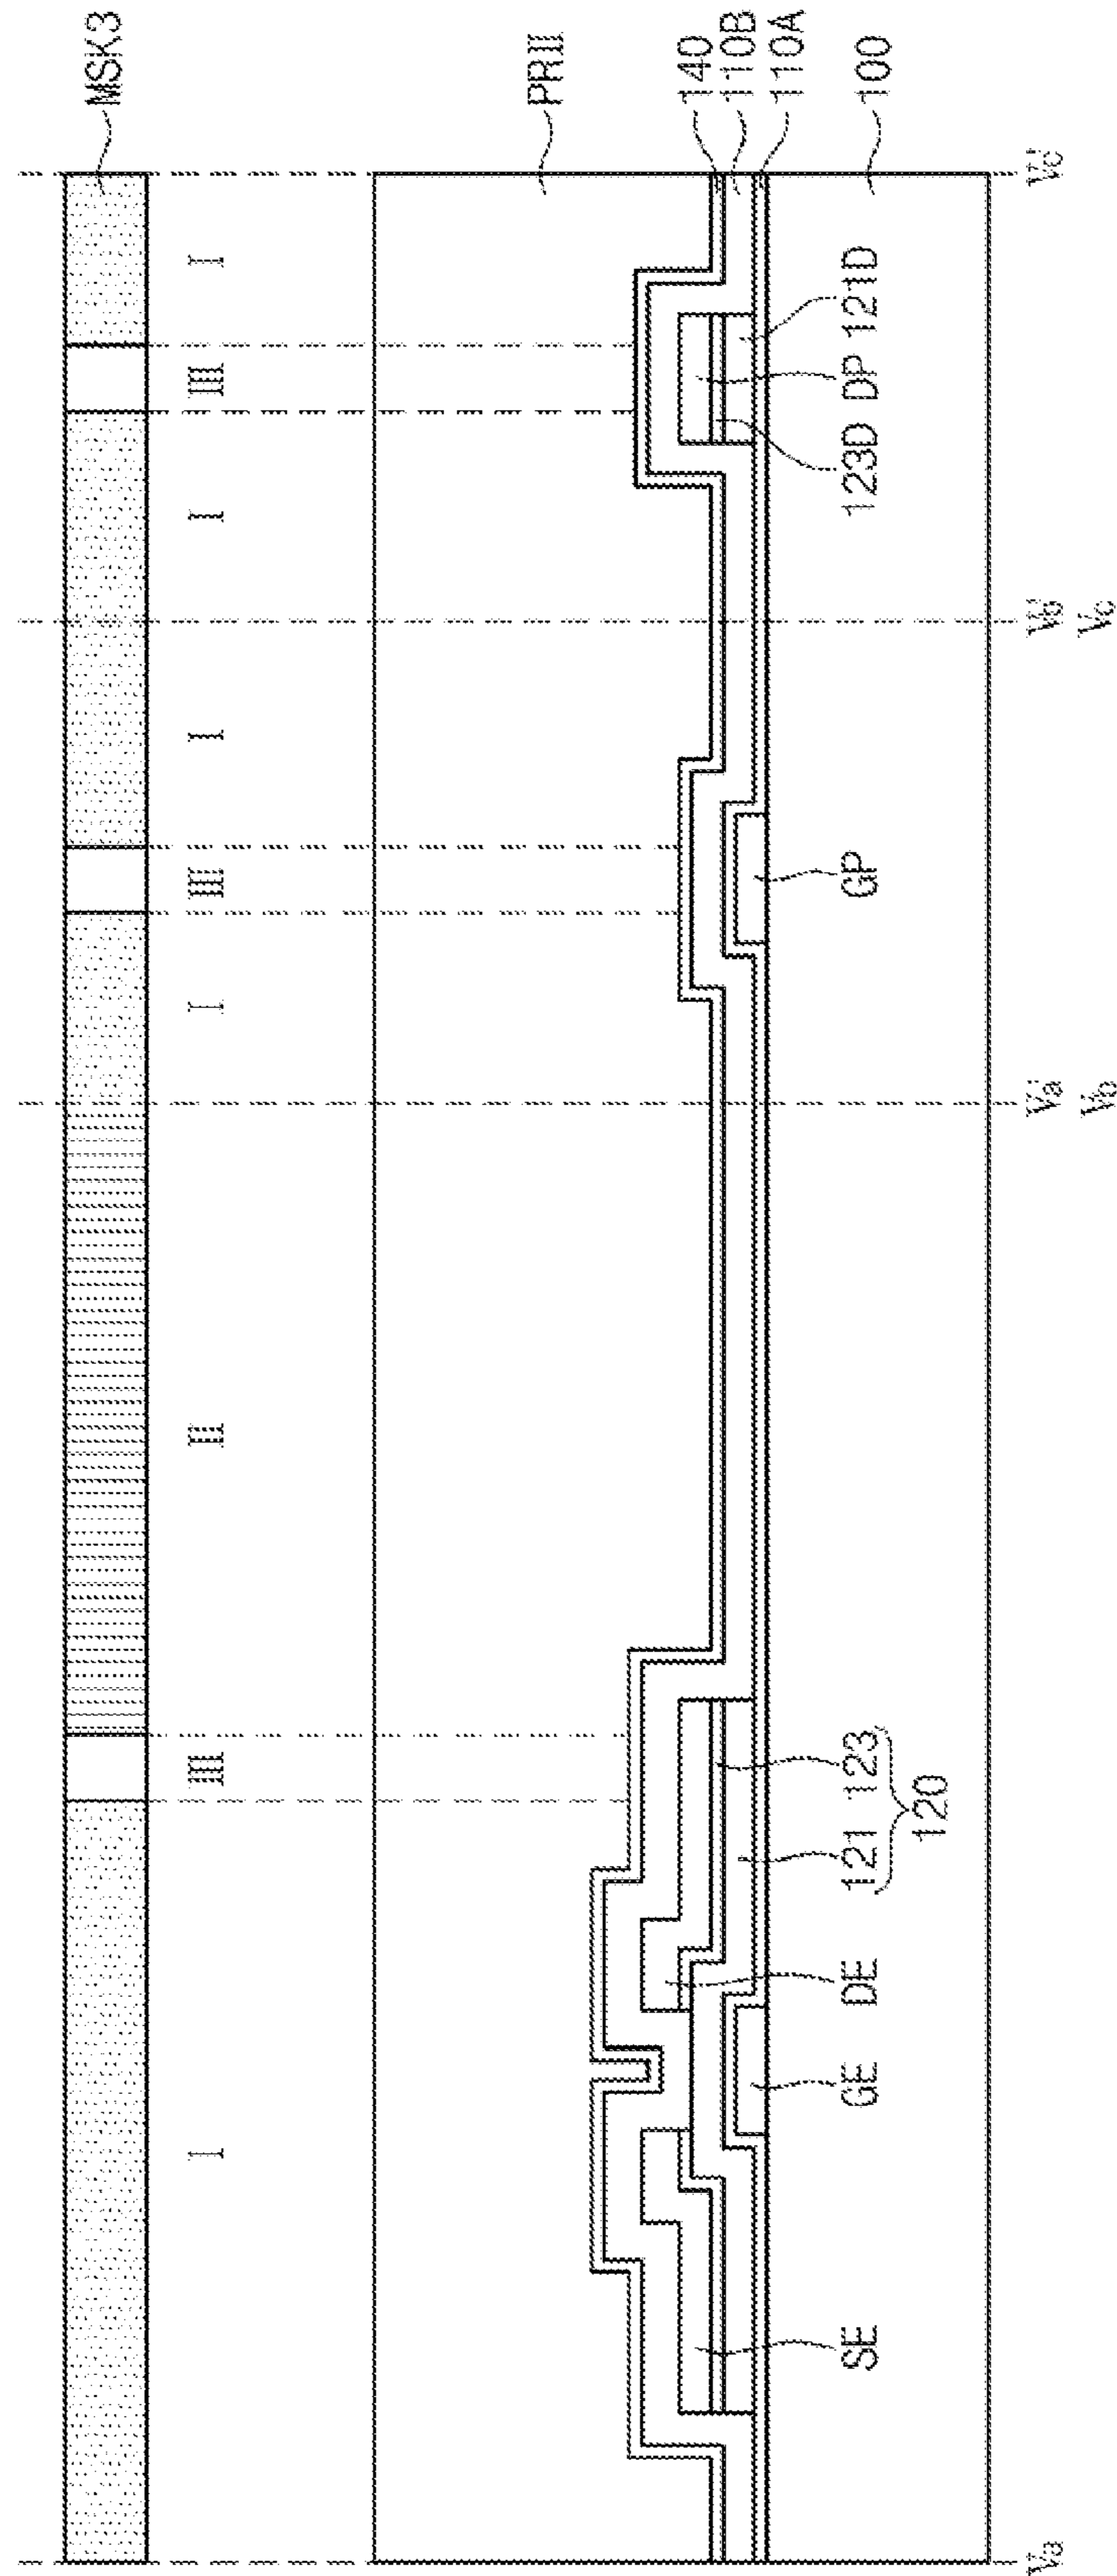 MSK3
I
III
II
I
III
I
I
III
I
PRII
140
110B
110A
100
SE
GE
DE
121
123
120
GP
123D
DP
121D
Va
Va'
Vb
Vb'
Vc
Vc'